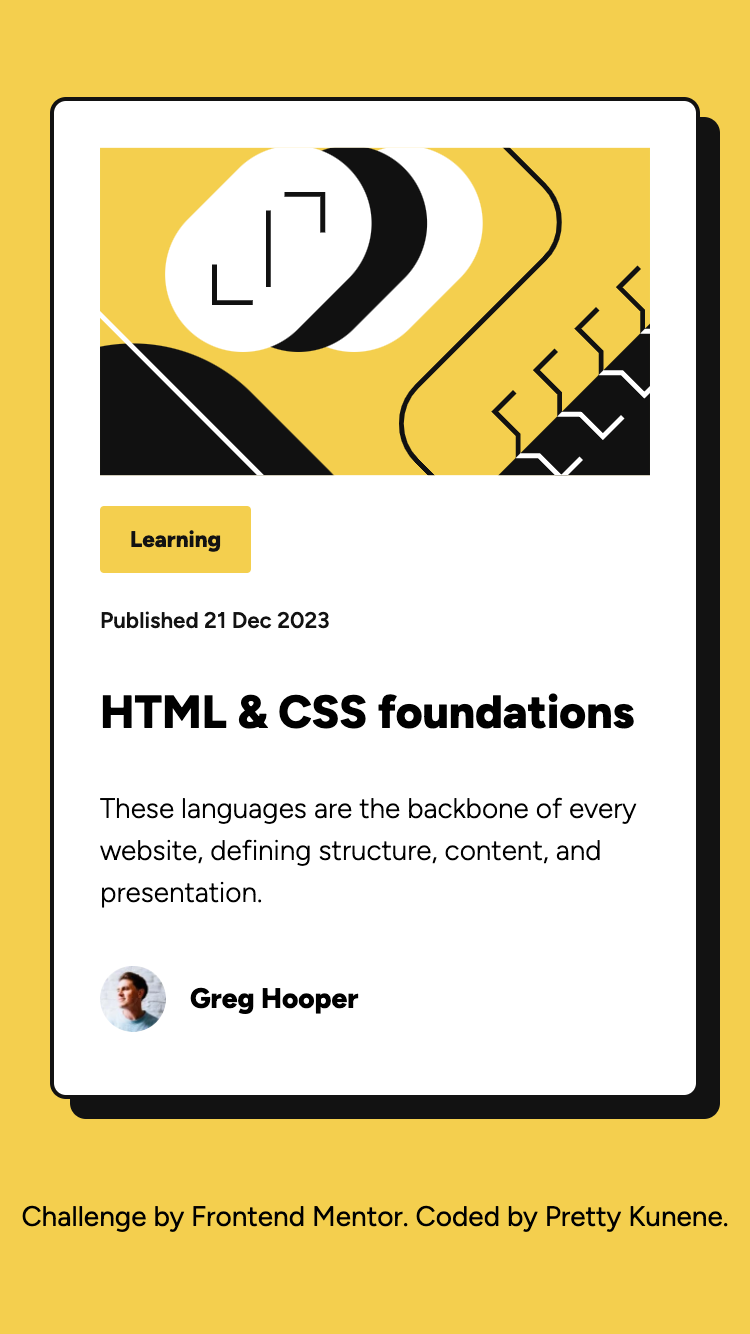 Learning
Published 21 Dec 2023
HTML & CSS foundations
These languages are the backbone of every
website, defining structure, content, and
presentation.
Greg Hooper
Challenge by Frontend Mentor. Coded by Pretty Kunene.